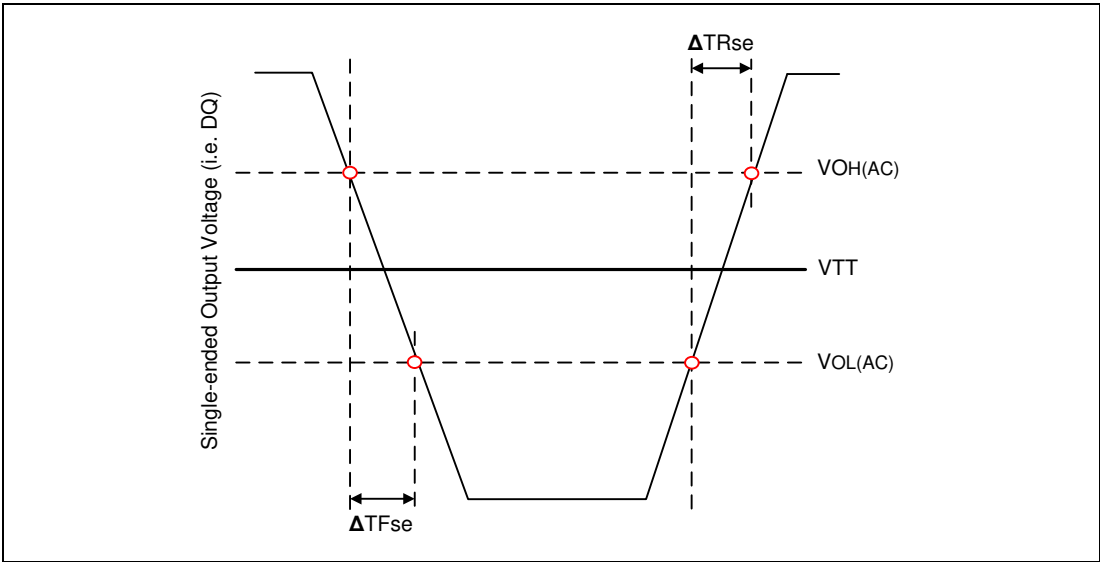 ΔTRse
Single-ended Output Voltage (i.e. DQ)
VOH(AC)
VTT
VOL(AC)
ΔTFse